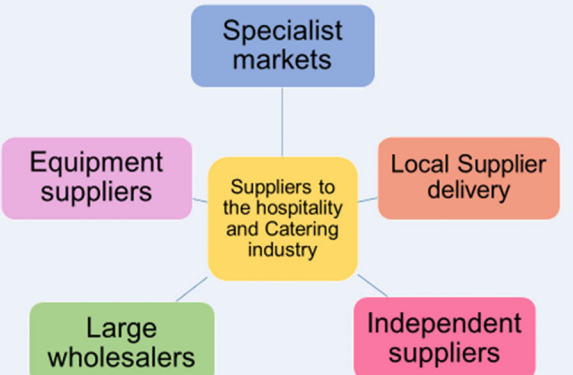 Specialist
markets
Equipment
suppliers
Local Supplier
delivery
Suppliers to
the hospitality
and Catering
industry
Large
wholesalers
Independent
suppliers